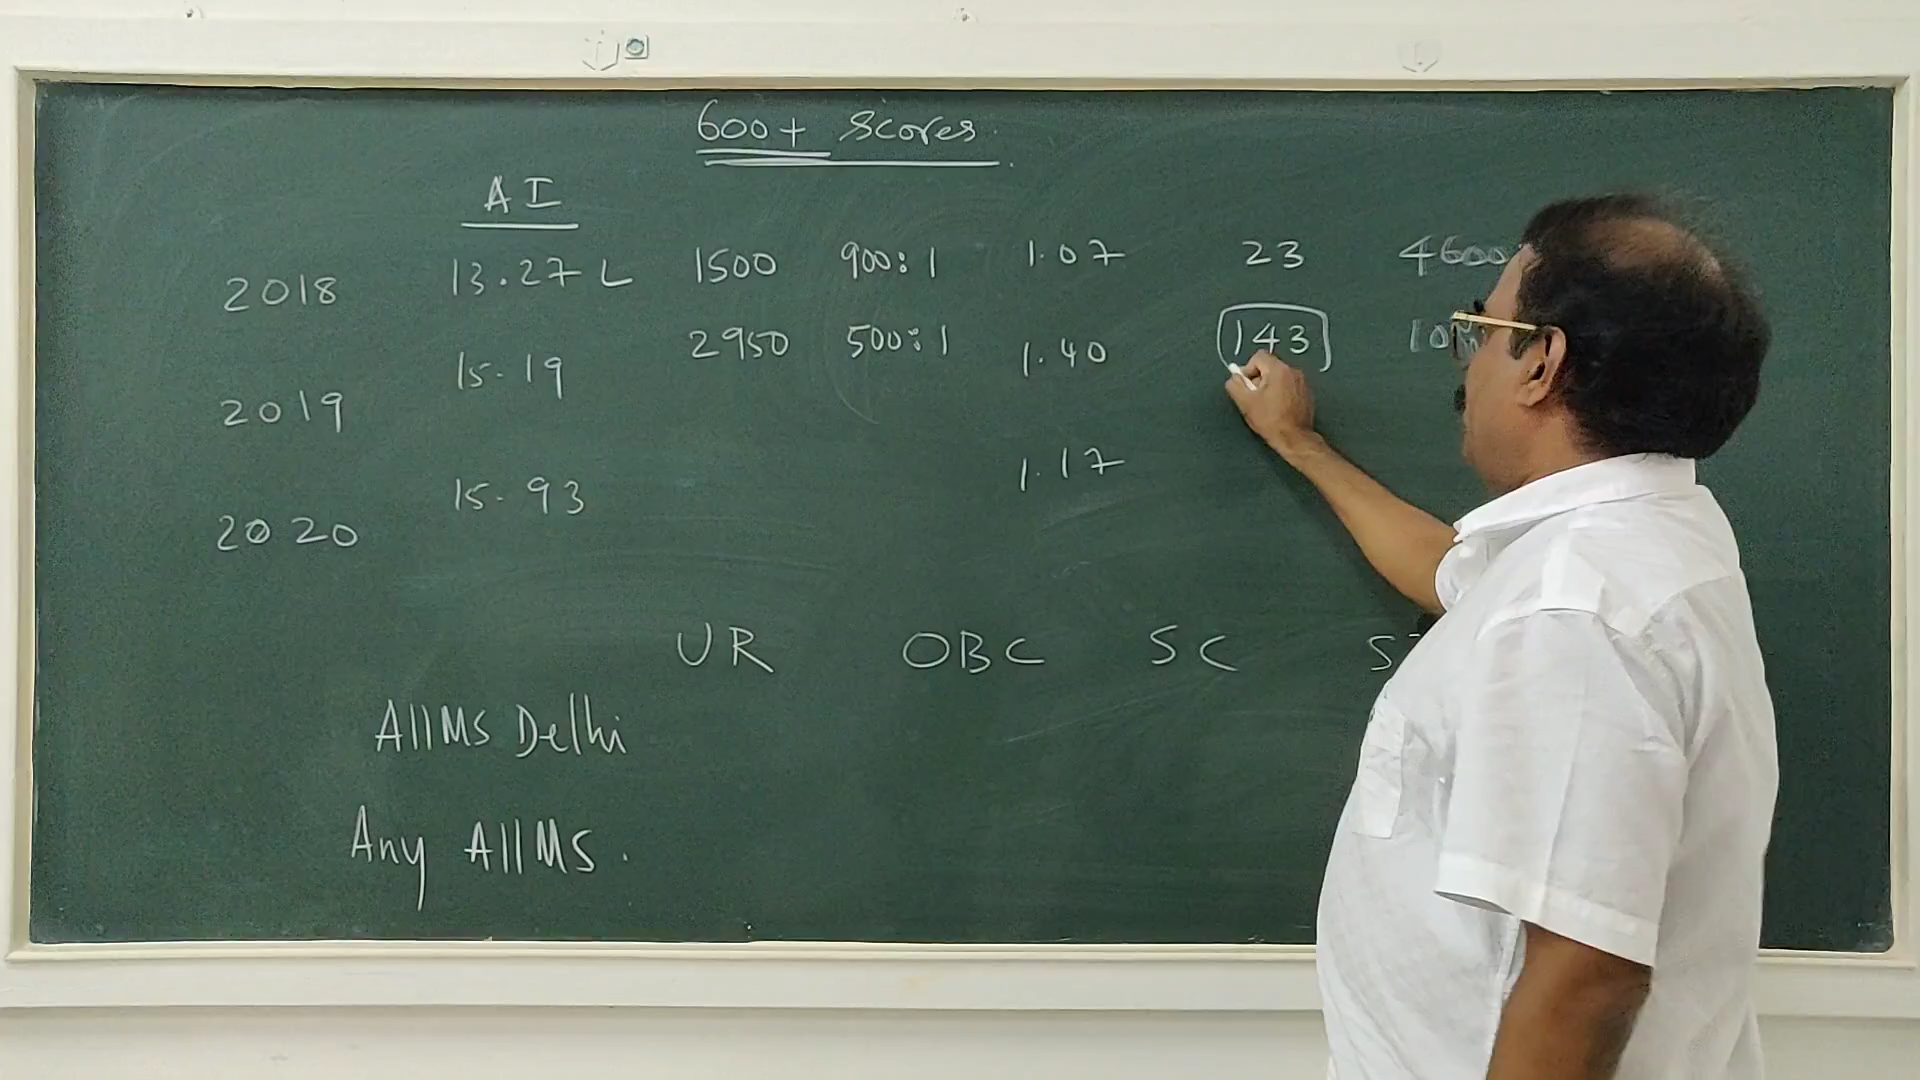 600+ Scores.
A I
2018 13.27 L 1500 900:1 1.07 23 4600
2019 15.19 2950 500:1 1.40 143
2020 15.93 1.17
UR OBC SC
AIIMS Delhi
Any AIIMS.